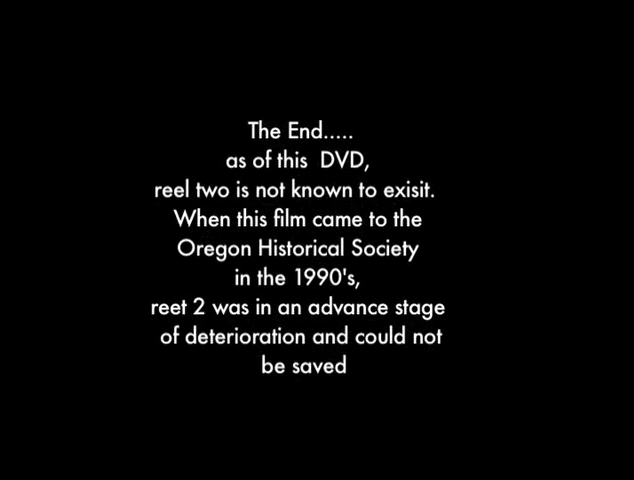 The End.....
as of this DVD,
reel two is not known to exisit.
When this film came to the
Oregon Historical Society
in the 1990's,
reet 2 was in an advance stage
of deterioration and could not
be saved